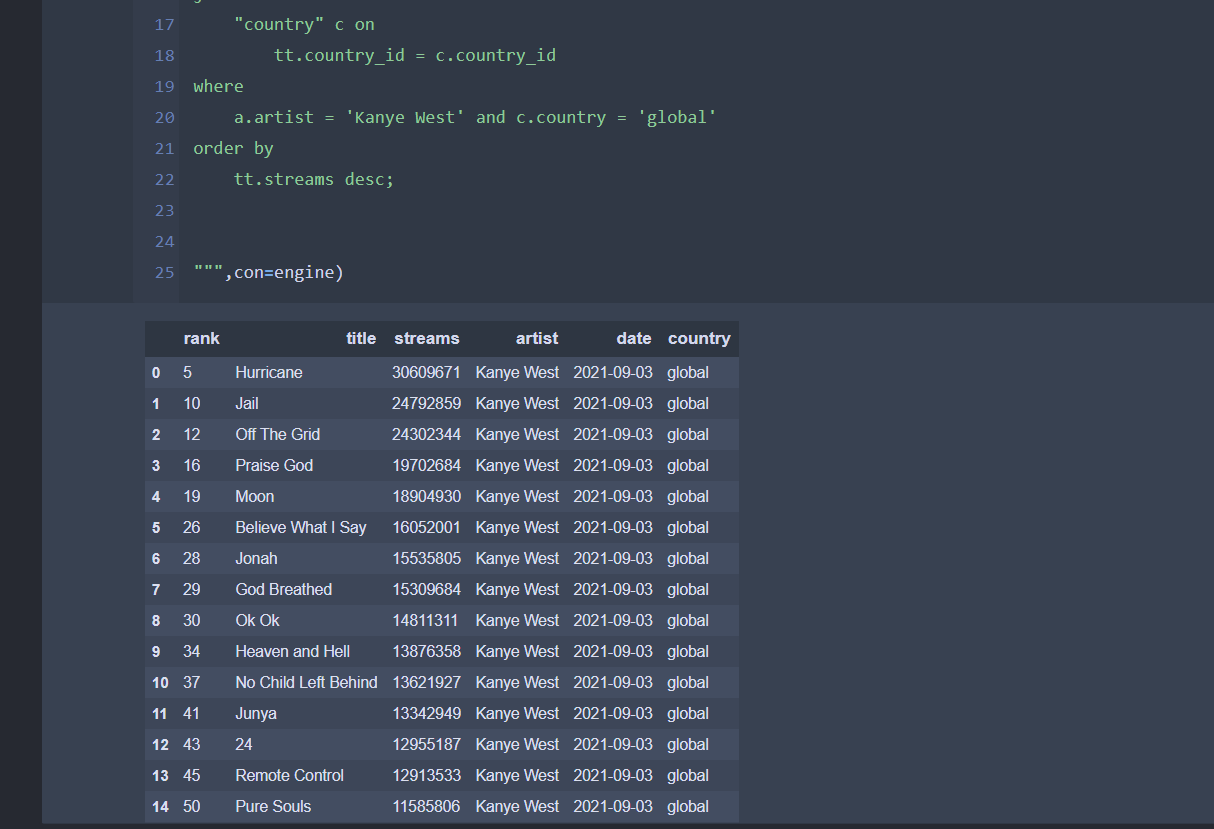 17 "country" c on
18 tt.country_id = c.country_id
19 where
20 a.artist = 'Kanye West' and c.country = 'global'
21 order by
22 tt.streams desc;
23
24
25 """,con=engine)
rank title streams artist date country
0 5 Hurricane 30609671 Kanye West 2021-09-03 global
1 10 Jail 24792859 Kanye West 2021-09-03 global
2 12 Off The Grid 24302344 Kanye West 2021-09-03 global
3 16 Praise God 19702684 Kanye West 2021-09-03 global
4 19 Moon 18904930 Kanye West 2021-09-03 global
5 26 Believe What I Say 16052001 Kanye West 2021-09-03 global
6 28 Jonah 15535805 Kanye West 2021-09-03 global
7 29 God Breathed 15309684 Kanye West 2021-09-03 global
8 30 Ok Ok 14811311 Kanye West 2021-09-03 global
9 34 Heaven and Hell 13876358 Kanye West 2021-09-03 global
10 37 No Child Left Behind 13621927 Kanye West 2021-09-03 global
11 41 Junya 13342949 Kanye West 2021-09-03 global
12 43 24 12955187 Kanye West 2021-09-03 global
13 45 Remote Control 12913533 Kanye West 2021-09-03 global
14 50 Pure Souls 11585806 Kanye West 2021-09-03 global